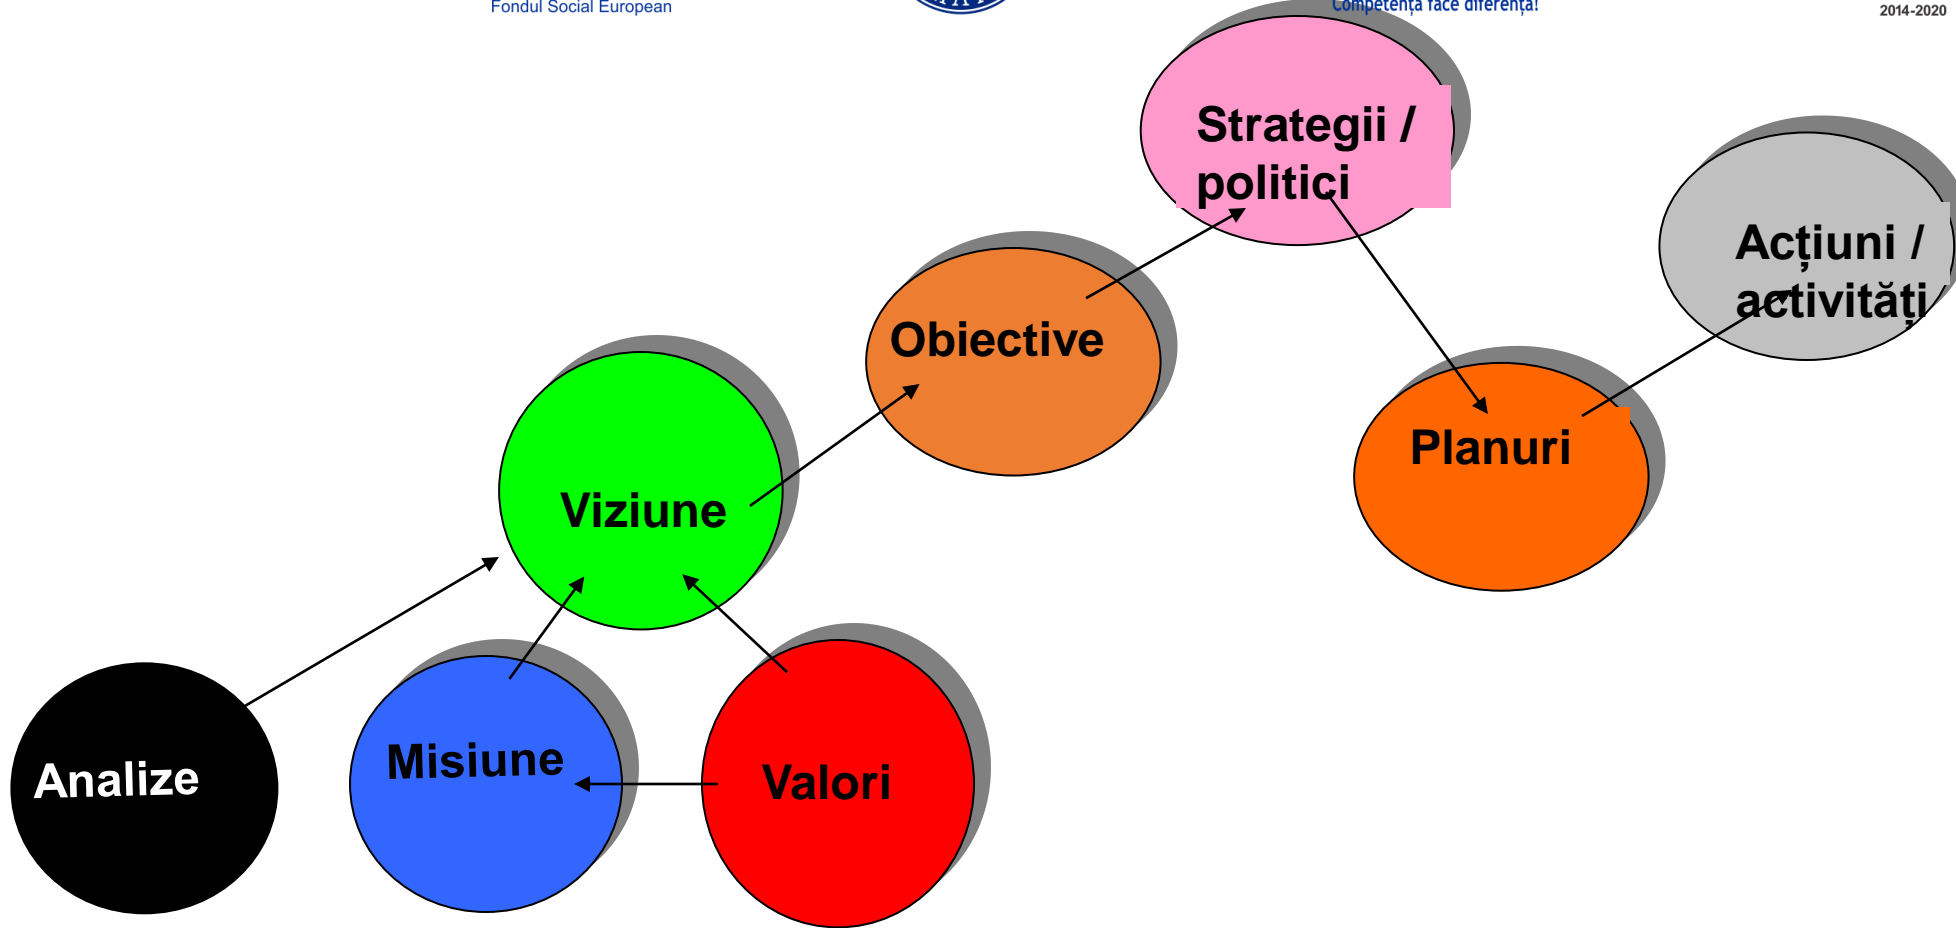 Fondul Social European
Competența face diferența!
2014-2020
Strategii /
politici
Acțiuni /
activități
Obiective
Planuri
Viziune
Misiune
Valori
Analize